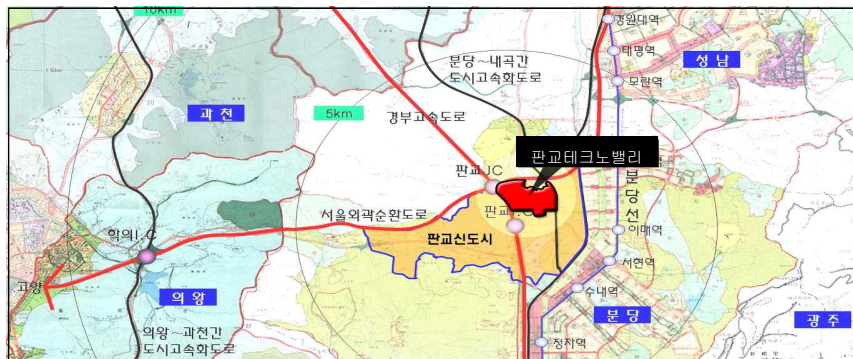 10km
경원대역
태평역
성남
모란역
분당~내곡간
도시고속화도로
과천
5km
경부고속도로
판교테크노밸리
판교JC
분당선
서울외곽순환도로
판교I.C
이매역
학의I.C
판교신도시
서현역
고양
의왕
수내역
분당
광주
의왕~과천간
도시고속화도로
정자역